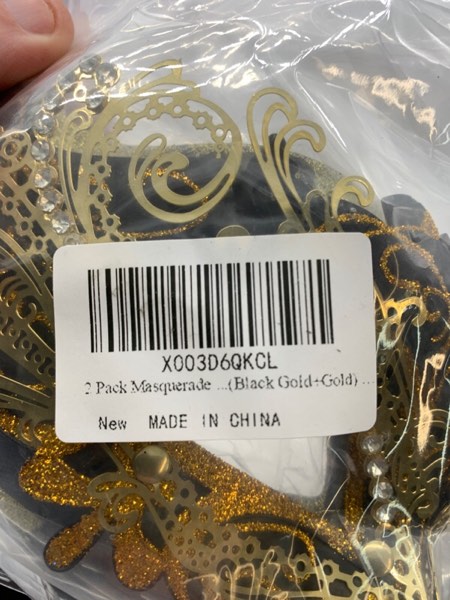 X003D6QKCL
2 Pack Masquerade ...(Black Gold+Gold) ...
New MADE IN CHINA